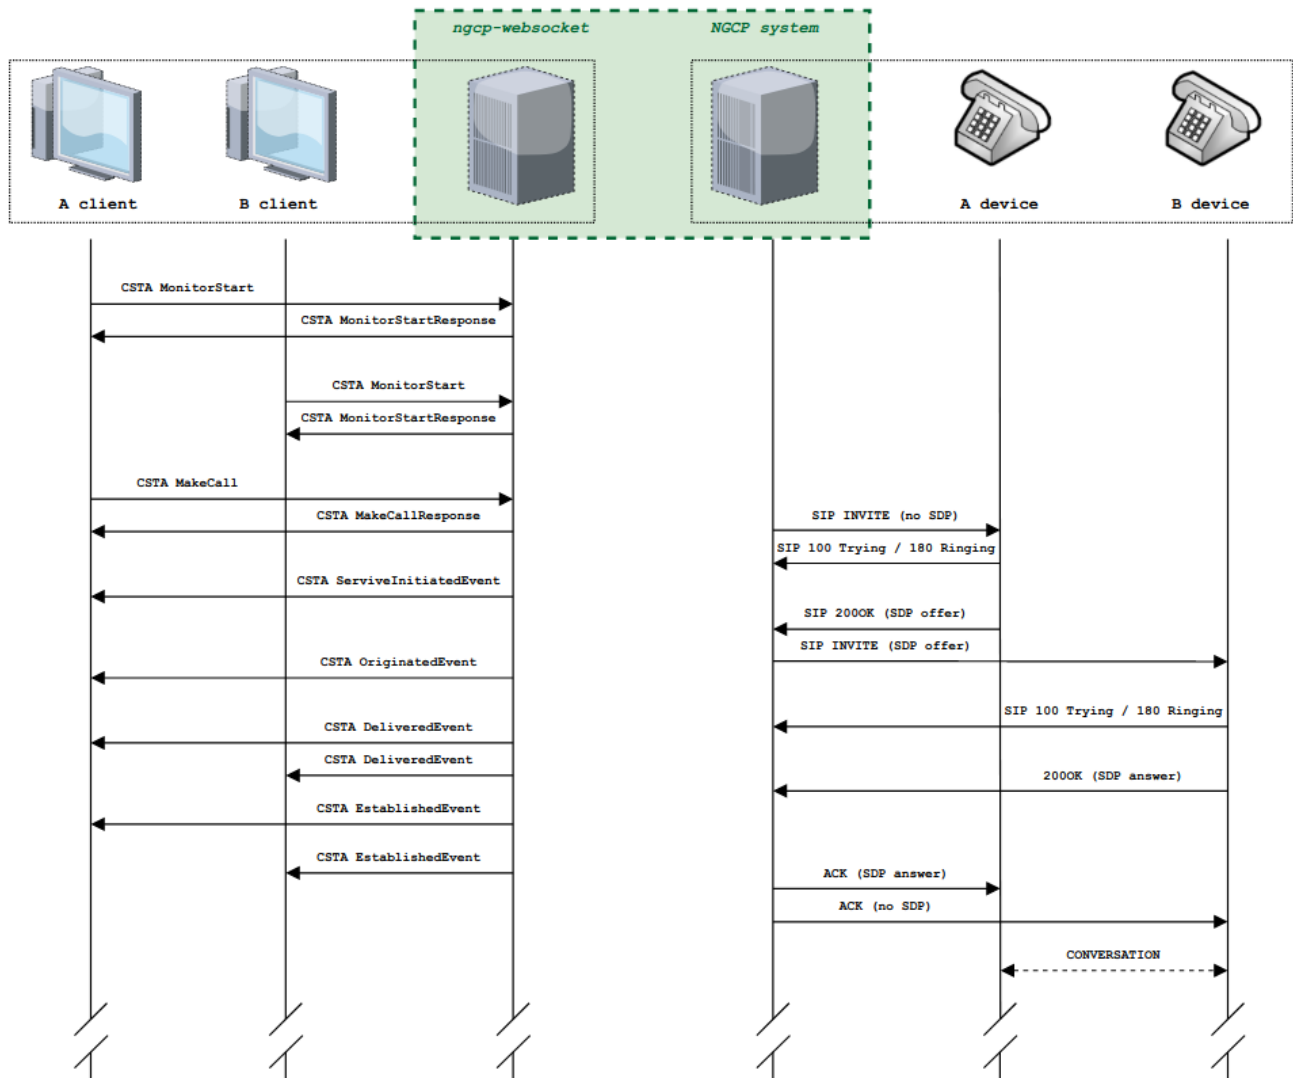 ngcp-websocket
NGCP system
A client
B client
A device
B device
CSTA MonitorStart
CSTA MonitorStartResponse
CSTA MonitorStart
CSTA MonitorStartResponse
CSTA MakeCall
CSTA MakeCallResponse
SIP INVITE (no SDP)
SIP 100 Trying / 180 Ringing
CSTA ServiveInitiatedEvent
SIP 200OK (SDP offer)
SIP INVITE (SDP offer)
CSTA OriginatedEvent
SIP 100 Trying / 180 Ringing
CSTA DeliveredEvent
CSTA DeliveredEvent
200OK (SDP answer)
CSTA EstablishedEvent
CSTA EstablishedEvent
ACK (SDP answer)
ACK (no SDP)
CONVERSATION